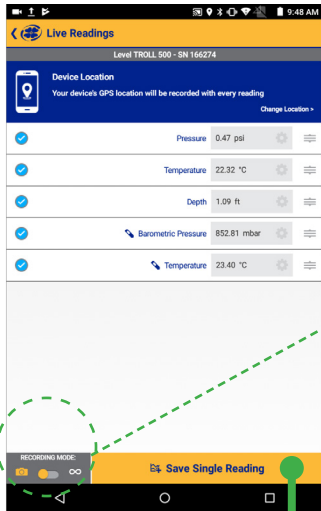 9:48 AM
Live Readings
Level TROLL 500 - SN 166274
Device Location
Your device's GPS location will be recorded with every reading
Change Location >
Pressure 0.47 psi
Temperature 22.32 °C
Depth 1.09 ft
Barometric Pressure 852.81 mbar
Temperature 23.40 °C
RECORDING MODE:
Save Single Reading